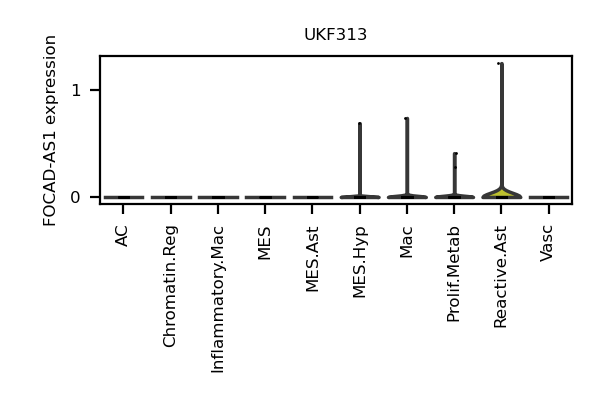 UKF313
FOCAD-AS1 expression
1
0
AC
Chromatin.Reg
Inflammatory.Mac
MES
MES.Ast
MES.Hyp
Mac
Prolif.Metab
Reactive.Ast
Vasc